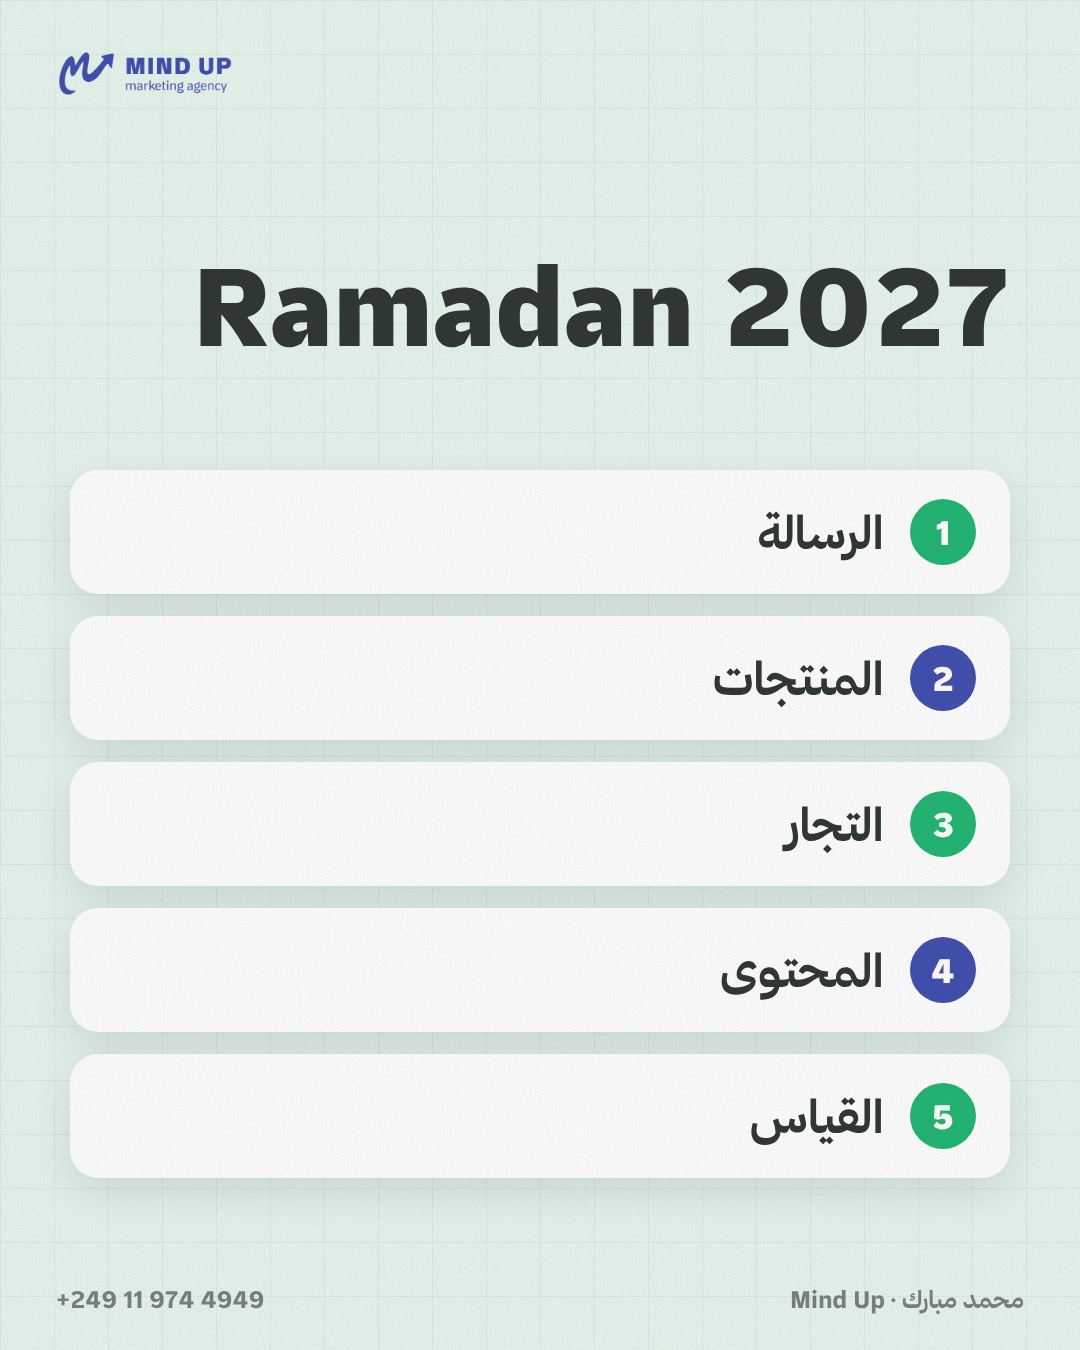 MIND UP
marketing agency
Ramadan 2027
1 الرسالة
2 المنتجات
3 التجار
4 المحتوى
5 القياس
محمد مبارك · Mind Up
+249 11 974 4949